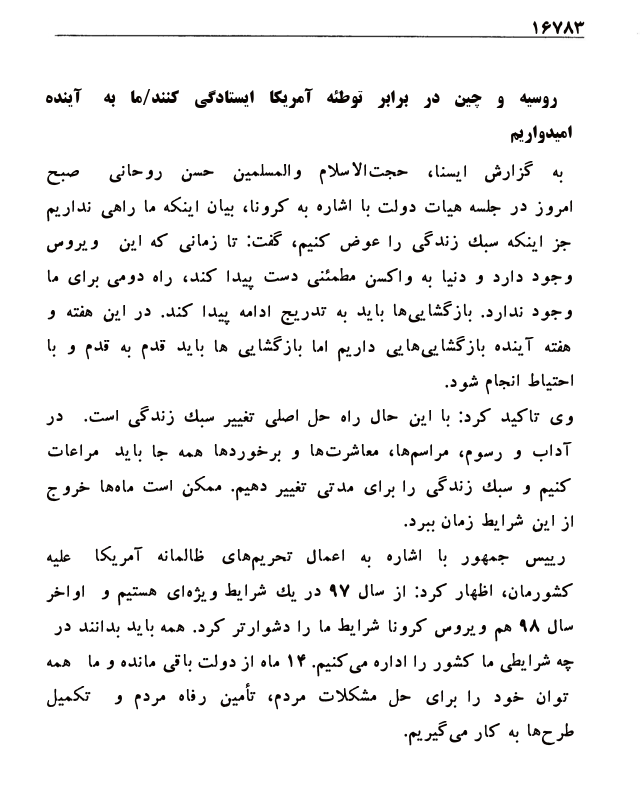 ۱۶۷۸۳
روسیه و چین در برابر توطئه آمریکا ایستادگی کنند/ما به آینده
امیدواریم
به گزارش ایسنا، حجت‌الاسلام والمسلمین حسن روحانی صبح
امروز در جلسه هیات دولت با اشاره به کرونا، بیان اینکه ما راهی نداریم
جز اینکه سبك زندگی را عوض کنیم، گفت: تا زمانی که این ویروس
وجود دارد و دنیا به واکسن مطمئنی دست پیدا کند، راه دومی برای ما
وجود ندارد. بازگشایی‌ها باید به تدریج ادامه پیدا کند. در این هفته و
هفته آینده بازگشایی‌هایی داریم اما بازگشایی ها باید قدم به قدم و با
احتیاط انجام شود.
وی تاکید کرد: با این حال راه حل اصلی تغییر سبك زندگی است. در
آداب و رسوم، مراسم‌ها، معاشرت‌ها و برخوردها همه جا باید مراعات
کنیم و سبك زندگی را برای مدتی تغییر دهیم. ممکن است ماه‌ها خروج
از این شرایط زمان ببرد.
رییس جمهور با اشاره به اعمال تحریم‌های ظالمانه آمریکا علیه
کشورمان، اظهار کرد: از سال ۹۷ در یك شرایط ویژه‌ای هستیم و اواخر
سال ۹۸ هم ویروس کرونا شرایط ما را دشوارتر کرد. همه باید بدانند در
چه شرایطی ما کشور را اداره می‌کنیم. ۱۴ ماه از دولت باقی مانده و ما همه
توان خود را برای حل مشکلات مردم، تأمین رفاه مردم و تکمیل
طرح‌ها به کار می‌گیریم.